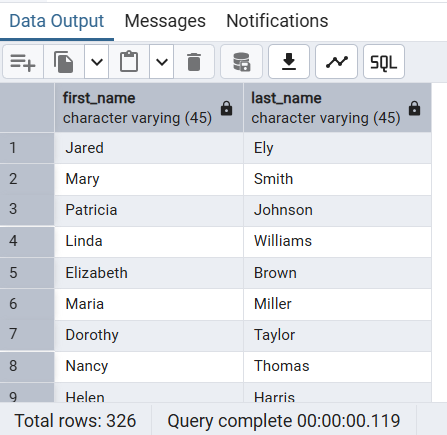 Data Output Messages Notifications
SQL
first_name last_name
character varying (45) character varying (45)
1 Jared Ely
2 Mary Smith
3 Patricia Johnson
4 Linda Williams
5 Elizabeth Brown
6 Maria Miller
7 Dorothy Taylor
8 Nancy Thomas
9 Helen Harris
Total rows: 326 Query complete 00:00:00.119